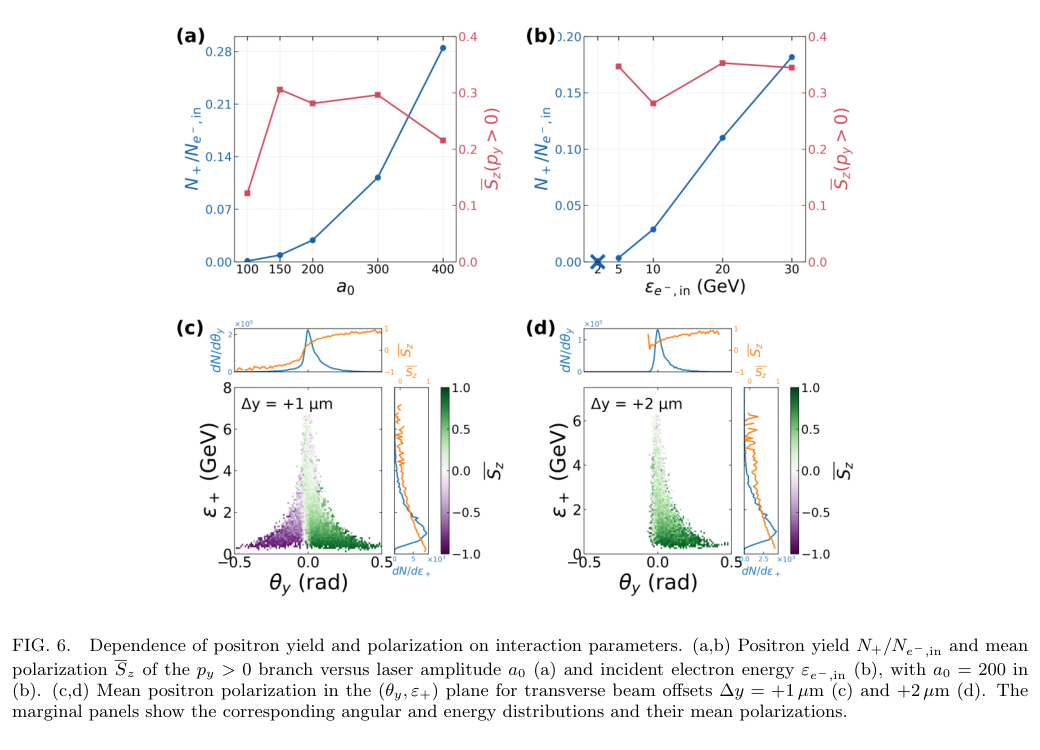 (a)
0.28
0.21
0.14
0.07
0.00
N₊/Nₑ⁻,in
0.4
0.3
0.2
0.1
0.0
S̅z(py > 0)
100 150 200 300 400
a₀
(b)
0.20
0.15
0.10
0.05
0.00
N₊/Nₑ⁻,in
0.4
0.3
0.2
0.1
0.0
S̅z(py > 0)
2 5 10 20 30
εₑ⁻,in (GeV)
(c)
×10⁵
2
0
dN/dθy
1
0
−1
S̅z
S̅z
0 1
8
6
4
2
0
ε₊ (GeV)
Δy = +1 μm
−0.5 0.0 0.5
θy (rad)
0 5 ×10³
dN/dε₊
1.0
0.5
0.0
−0.5
−1.0
S̅z
(d)
×10⁵
1
0
dN/dθy
1
0
−1
S̅z
S̅z
0 1
6
4
2
0
ε₊ (GeV)
Δy = +2 μm
−0.5 0.0 0.5
θy (rad)
0.0 2.5 ×10³
dN/dε₊
1.0
0.5
0.0
−0.5
−1.0
S̅z
FIG. 6. Dependence of positron yield and polarization on interaction parameters. (a,b) Positron yield N₊/Nₑ⁻,in and mean
polarization S̅z of the py > 0 branch versus laser amplitude a₀ (a) and incident electron energy εₑ⁻,in (b), with a₀ = 200 in
(b). (c,d) Mean positron polarization in the (θy, ε₊) plane for transverse beam offsets Δy = +1 μm (c) and +2 μm (d). The
marginal panels show the corresponding angular and energy distributions and their mean polarizations.